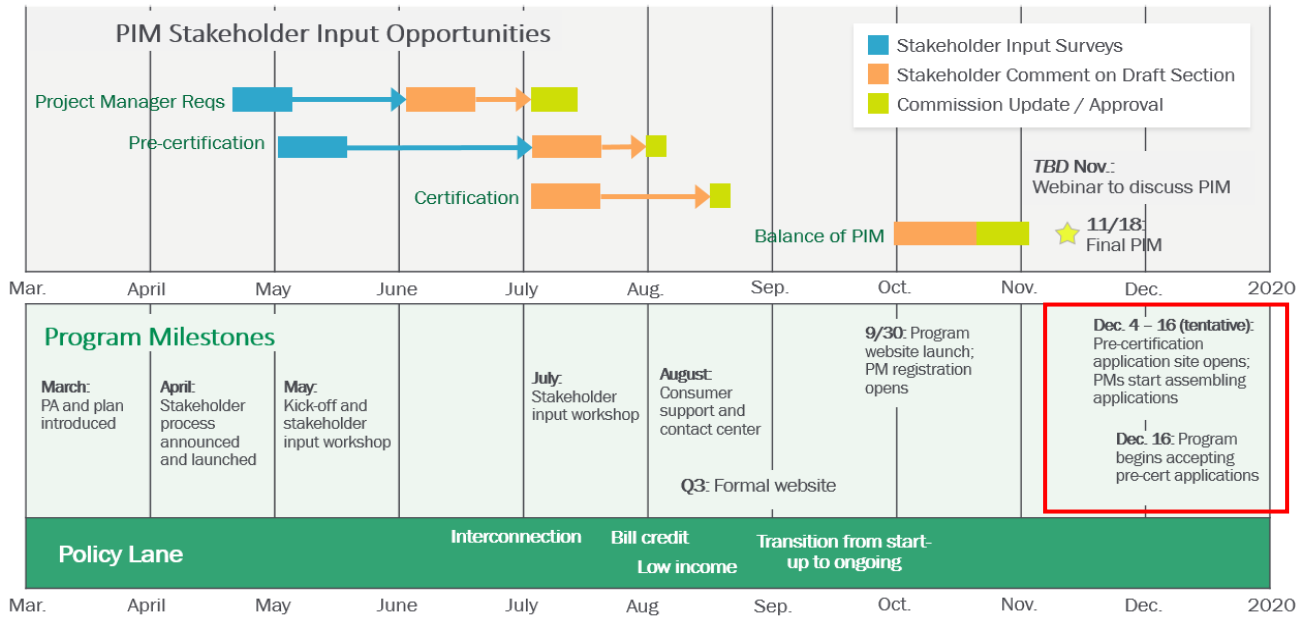 PIM Stakeholder Input Opportunities
Stakeholder Input Surveys
Stakeholder Comment on Draft Section
Commission Update / Approval
Project Manager Reqs
Pre-certification
Certification
Balance of PIM
TBD Nov.:
Webinar to discuss PIM
11/18:
Final PIM
Mar. April May June July Aug. Sep. Oct. Nov. Dec. 2020
Program Milestones
March:
PA and plan
introduced
April:
Stakeholder
process
announced
and launched
May:
Kick-off and
stakeholder
input workshop
July:
Stakeholder
input workshop
August:
Consumer
support and
contact center
Q3: Formal website
9/30: Program
website launch;
PM registration
opens
Dec. 4 – 16 (tentative):
Pre-certification
application site opens;
PMs start assembling
applications
Dec. 16: Program
begins accepting
pre-cert applications
Policy Lane
Interconnection
Bill credit
Low income
Transition from start-
up to ongoing
Mar. April May June July Aug Sep. Oct. Nov. Dec. 2020